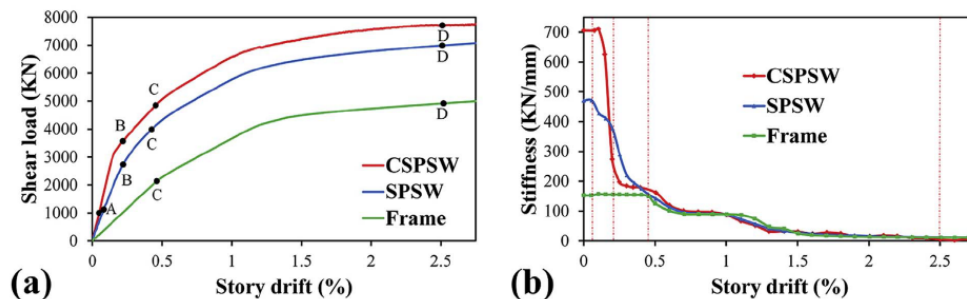 8000
7000
6000
5000
4000
3000
2000
1000
0
Shear load (KN)
A
B
B
C
C
C
D
D
D
CSPSW
SPSW
Frame
0 0.5 1 1.5 2 2.5
Story drift (%)
(a)
700
600
500
400
300
200
100
0
Stiffness (KN/mm)
CSPSW
SPSW
Frame
0 0.5 1 1.5 2 2.5
Story drift (%)
(b)